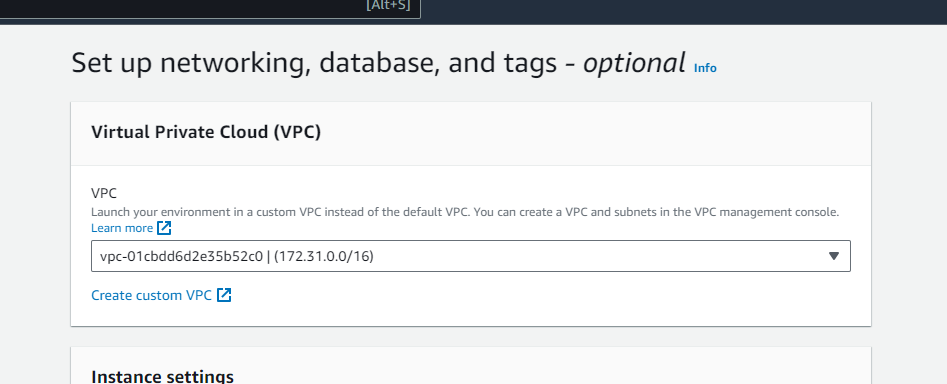 [Alt+S]
Set up networking, database, and tags - optional Info
Virtual Private Cloud (VPC)
VPC
Launch your environment in a custom VPC instead of the default VPC. You can create a VPC and subnets in the VPC management console.
Learn more
vpc-01cbdd6d2e35b52c0 | (172.31.0.0/16)
Create custom VPC
Instance settings